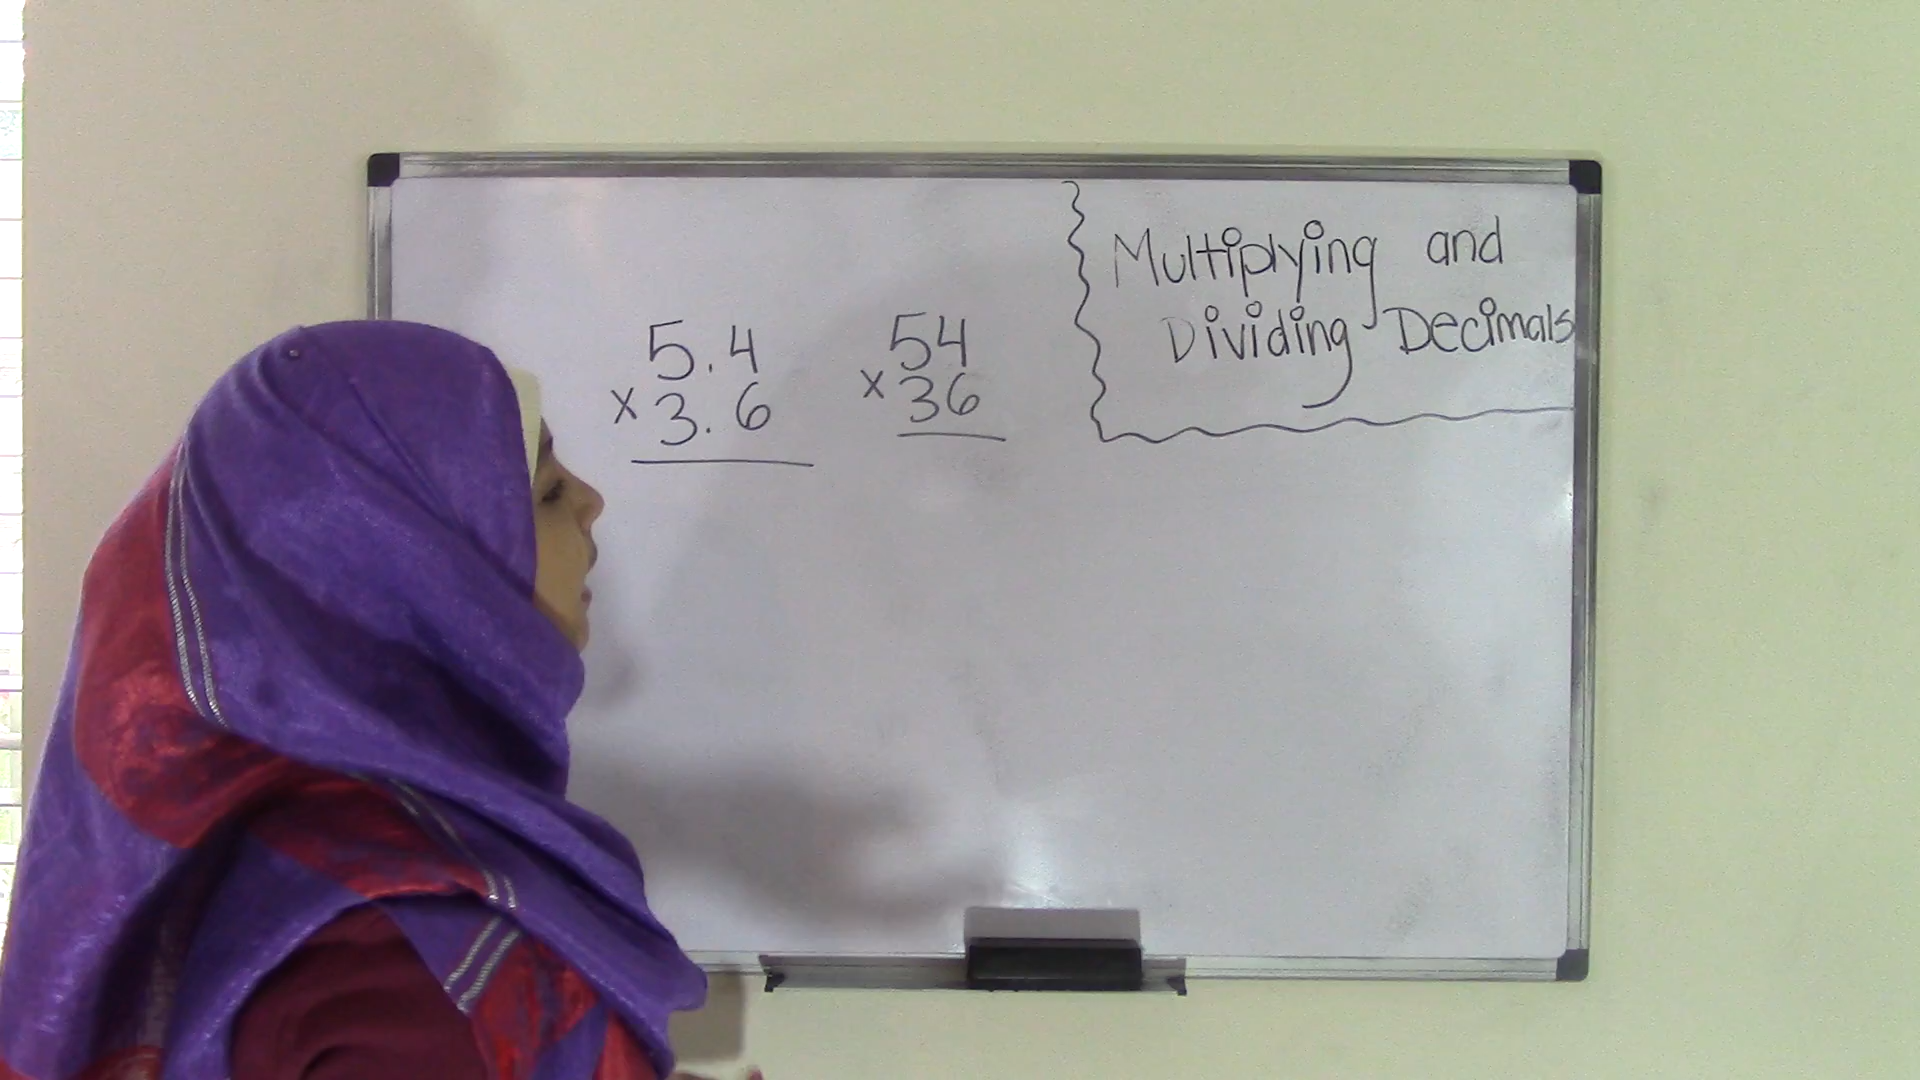 5.4
x 3.6
54
x 36
Multiplying and
Dividing Decimals